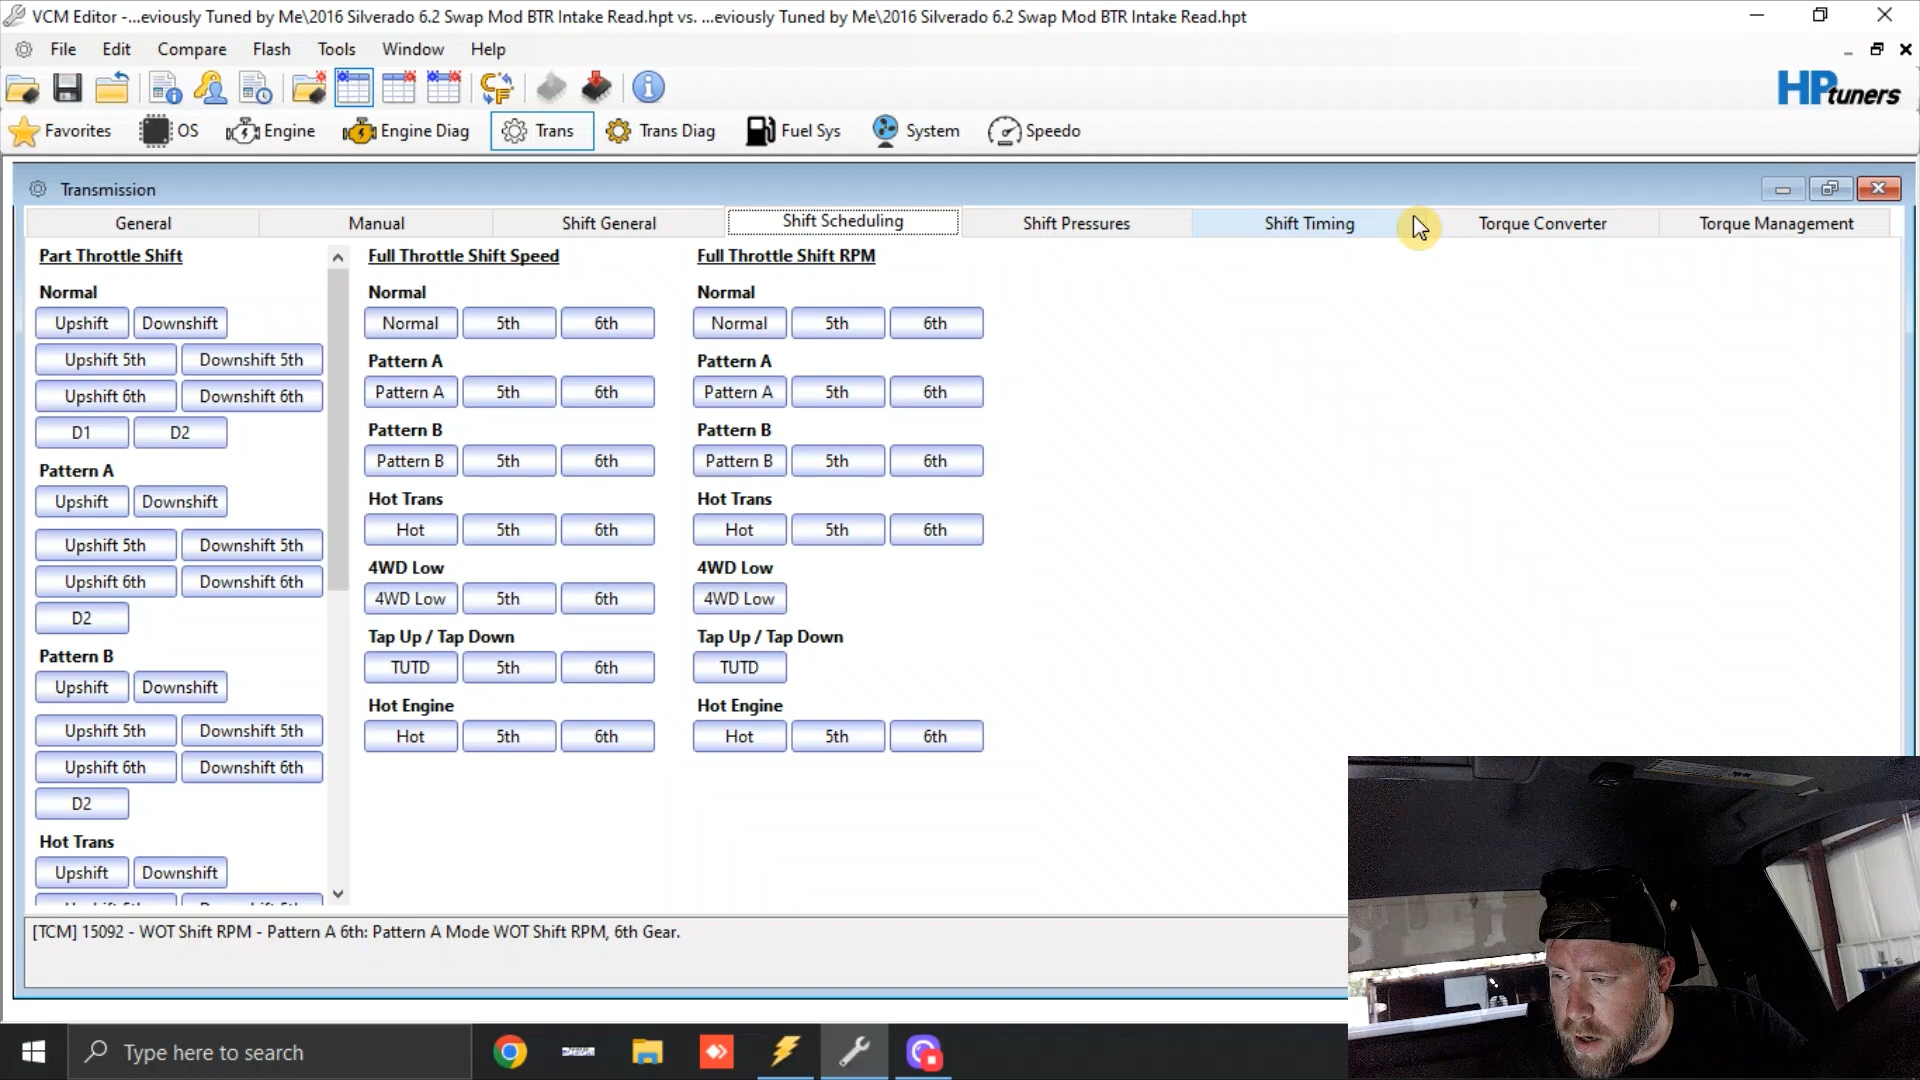 VCM Editor -...eviously Tuned by Me\2016 Silverado 6.2 Swap Mod BTR Intake Read.hpt vs. ...eviously Tuned by Me\2016 Silverado 6.2 Swap Mod BTR Intake Read.hpt
File Edit Compare Flash Tools Window Help
HPtuners
Favorites OS Engine Engine Diag Trans Trans Diag Fuel Sys System Speedo
Transmission
General Manual Shift General Shift Scheduling Shift Pressures Shift Timing Torque Converter Torque Management
Part Throttle Shift
Normal
Upshift Downshift
Upshift 5th Downshift 5th
Upshift 6th Downshift 6th
D1 D2
Pattern A
Upshift Downshift
Upshift 5th Downshift 5th
Upshift 6th Downshift 6th
D2
Pattern B
Upshift Downshift
Upshift 5th Downshift 5th
Upshift 6th Downshift 6th
D2
Hot Trans
Upshift Downshift
Full Throttle Shift Speed
Normal
Normal 5th 6th
Pattern A
Pattern A 5th 6th
Pattern B
Pattern B 5th 6th
Hot Trans
Hot 5th 6th
4WD Low
4WD Low 5th 6th
Tap Up / Tap Down
TUTD 5th 6th
Hot Engine
Hot 5th 6th
Full Throttle Shift RPM
Normal
Normal 5th 6th
Pattern A
Pattern A 5th 6th
Pattern B
Pattern B 5th 6th
Hot Trans
Hot 5th 6th
4WD Low
4WD Low
Tap Up / Tap Down
TUTD
Hot Engine
Hot 5th 6th
[TCM] 15092 - WOT Shift RPM - Pattern A 6th: Pattern A Mode WOT Shift RPM, 6th Gear.
Type here to search